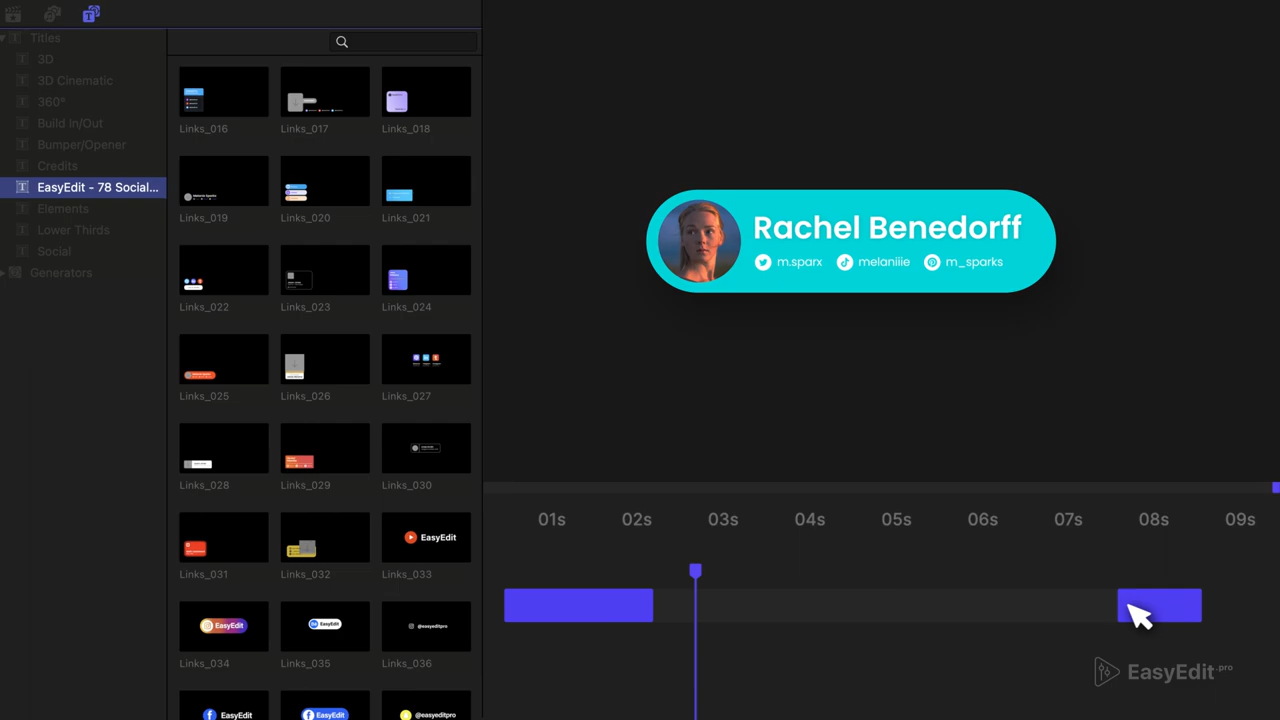 Titles
3D
3D Cinematic
360°
Build In/Out
Bumper/Opener
Credits
EasyEdit - 78 Social...
Elements
Lower Thirds
Social
Generators
Links_016
Links_017
Links_018
Links_019
Links_020
Links_021
Links_022
Links_023
Links_024
Links_025
Links_026
Links_027
Links_028
Links_029
Links_030
EasyEdit
Links_031
Links_032
Links_033
EasyEdit
EasyEdit
@easyeditpro
Links_034
Links_035
Links_036
EasyEdit
EasyEdit
@easyeditpro
Rachel Benedorff
m.sparx
melaniiie
m_sparks
01s
02s
03s
04s
05s
06s
07s
08s
09s
EasyEdit.pro